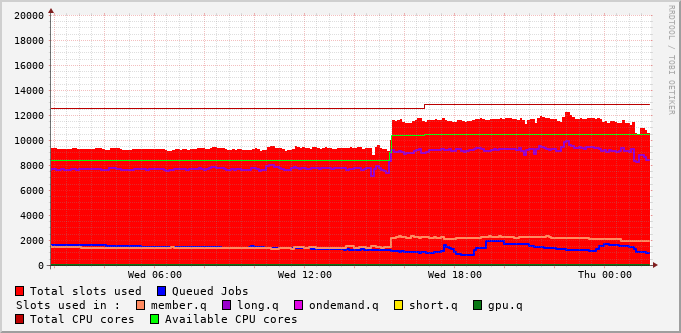 20000
18000
16000
14000
12000
10000
8000
6000
4000
2000
0
Wed 06:00 Wed 12:00 Wed 18:00 Thu 00:00
RRDTOOL / TOBI OETIKER
Total slots used Queued Jobs
Slots used in : member.q long.q ondemand.q short.q gpu.q
Total CPU cores Available CPU cores